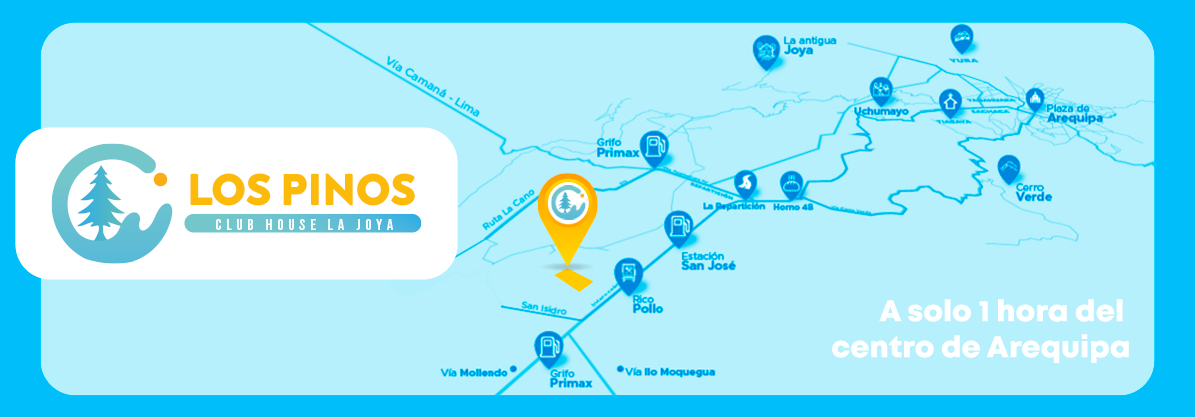 La antigua
Joya
YURA
Vía Camaná - Lima
Uchumayo
TIABAYA
Plaza de
Arequipa
Grifo
Primax
LOS PINOS
CLUB HOUSE LA JOYA
Ruta La Cano
La Repartición
Horno 48
Cerro
Verde
Estación
San José
San Isidro
Rico
Pollo
A solo 1 hora del
centro de Arequipa
Vía Mollendo
Grifo
Primax
Vía Ilo Moquegua